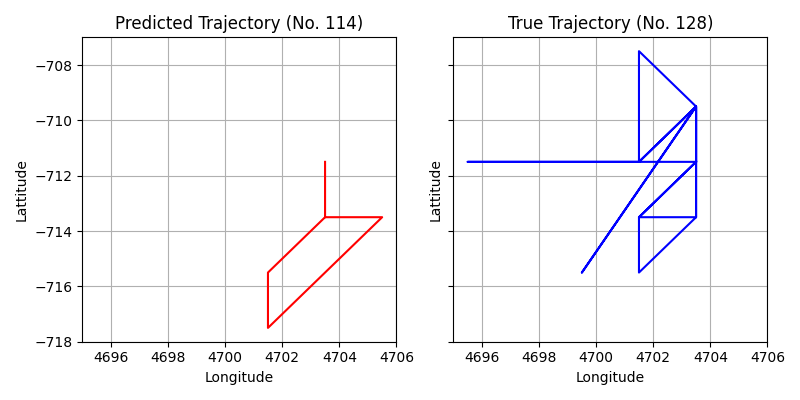 Predicted Trajectory (No. 114)
−708
−710
−712
−714
−716
−718
4696 4698 4700 4702 4704 4706
Longitude
Lattitude
True Trajectory (No. 128)
4696 4698 4700 4702 4704 4706
Longitude
Lattitude